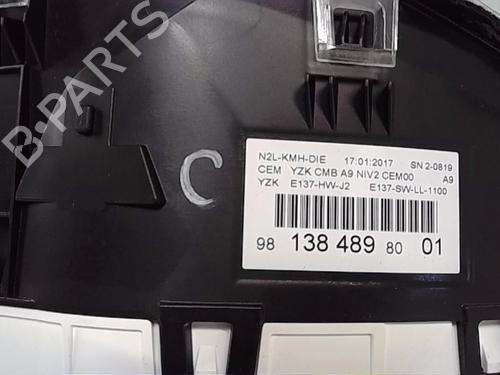 B-PARTS
C
N2L-KMH-DIE 17:01:2017 SN 2-0819
CEM YZK CMB A9 NIV2 CEM00 A9
YZK E137-HW-J2 E137-SW-LL-1100
98 138 489 80 01